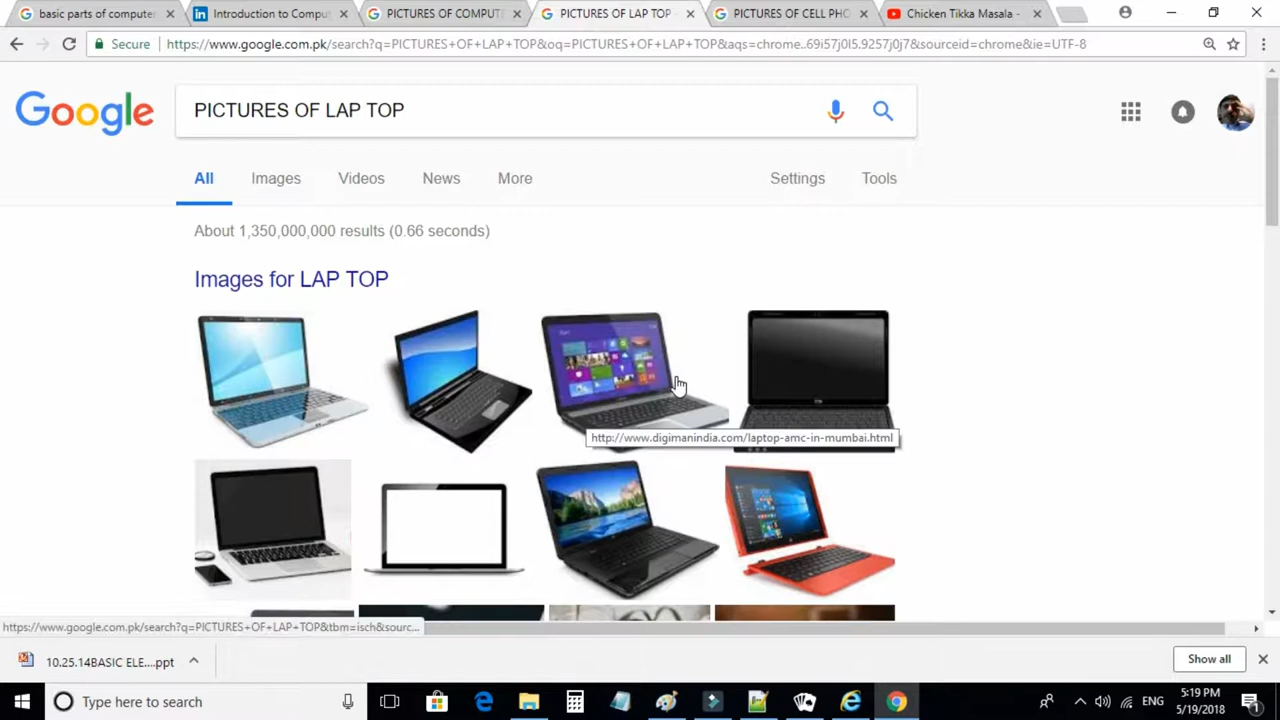 basic parts of computer
Introduction to Compu
PICTURES OF COMPUTE
PICTURES OF LAP TOP -
PICTURES OF CELL PHO
Chicken Tikka Masala -
Secure
https://www.google.com.pk/search?q=PICTURES+OF+LAP+TOP&oq=PICTURES+OF+LAP+TOP&aqs=chrome..69i57j0l5.9257j0j7&sourceid=chrome&ie=UTF-8
Google
PICTURES OF LAP TOP
All Images Videos News More Settings Tools
About 1,350,000,000 results (0.66 seconds)
Images for LAP TOP
http://www.digimanindia.com/laptop-amc-in-mumbai.html
https://www.google.com.pk/search?q=PICTURES+OF+LAP+TOP&tbm=isch&sourc...
10.25.14BASIC ELE....ppt
Show all
Type here to search
ENG
5:19 PM
5/19/2018
1